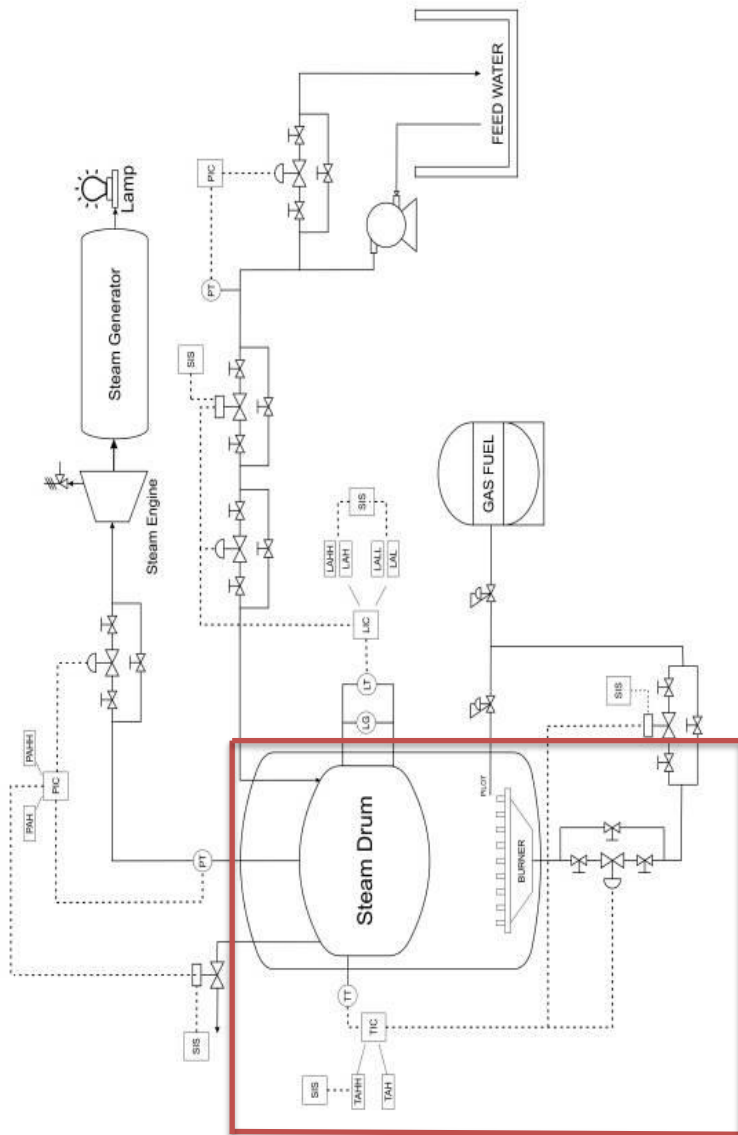 Lamp
Steam Generator
Steam Engine
PIC
PT
FEED WATER
SIS
SIS
LAHH
LAH
LALL
LAL
LIC
LT
LG
GAS FUEL
SIS
PAHH
PAH
PIC
PT
Steam Drum
PILOT
BURNER
SIS
TT
TIC
SIS
TAHH
TAH